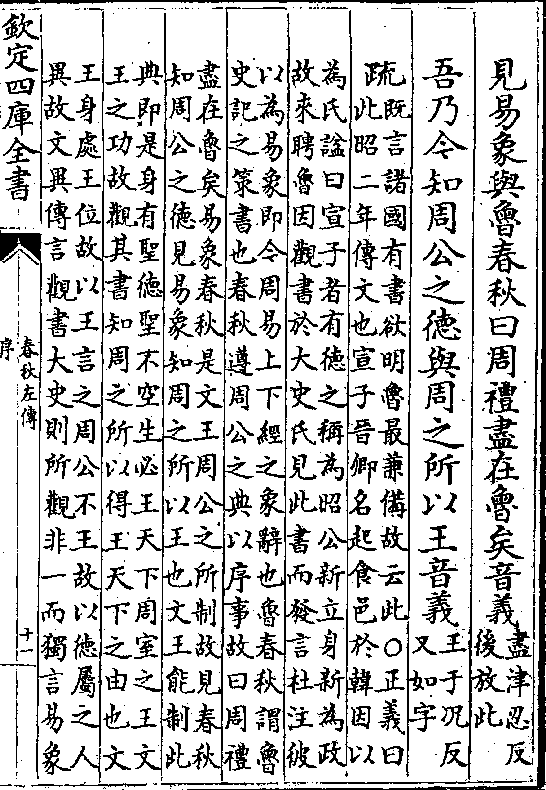 見易象與魯春秋曰周禮盡在魯矣音義盡津忍反
後放此
吾乃今知周公之德與周之所以王音義王于况反
又如字
疏既言諸國有書欲明魯最兼備故云此〇正義曰
此昭二年傳文也宣子晉卿名起食邑於韓因以
為氏諡曰宣子者有德之稱為昭公新立身新為政
故來聘魯因觀書於大史氏見此書而發言杜注彼
以為易象即今周易上下經之象辭也魯春秋謂魯
史記之策書也春秋遵周公之典以序事故曰周禮
盡在魯矣易象春秋是文王周公之所制故見春秋
知周公之德見易象知周之所以王也文王能制此
典即是身有聖德聖不空生必王天下周室之王文
王之功故觀其書知周之所以得王天下之由也文
王身處王位故以王言之周公不王故以德屬之人
異故文異傳言觀書大史則所觀非一而獨言易象
欽定四庫全書
春秋左傳
序
十一